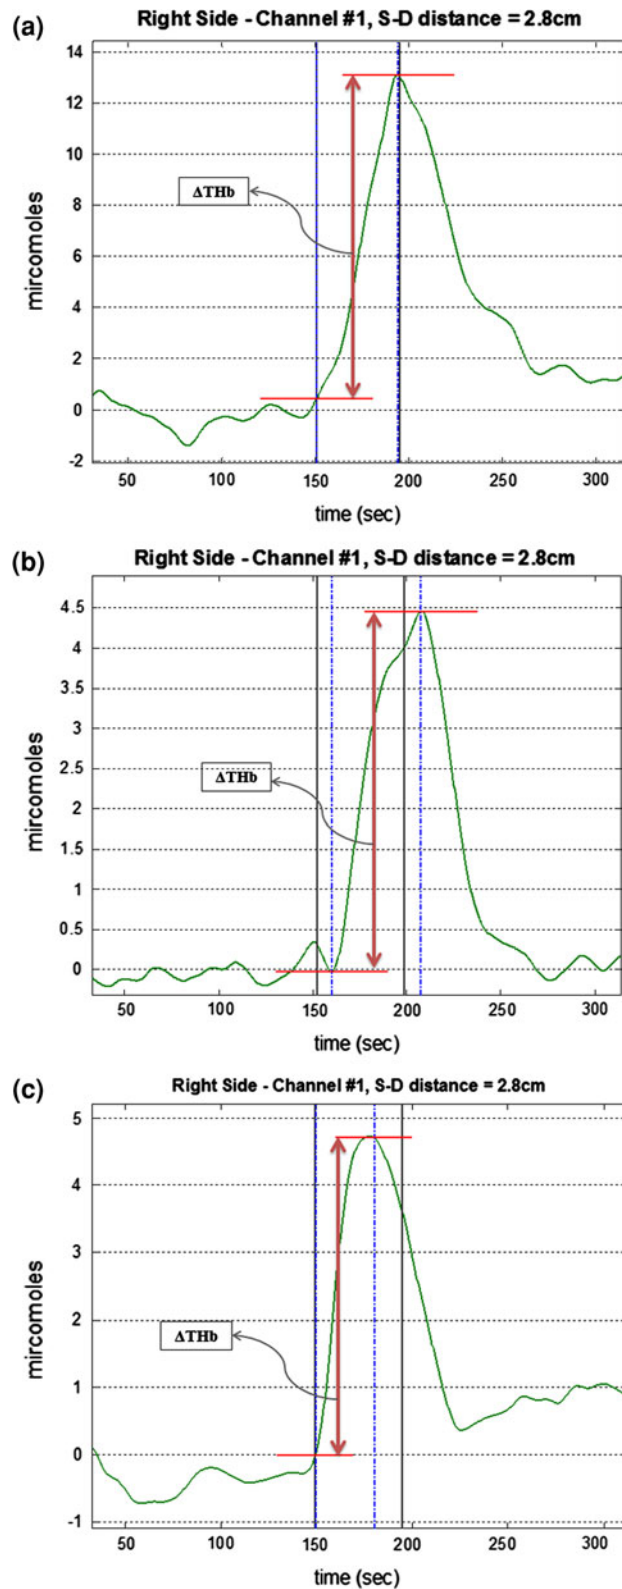 (a)
Right Side - Channel #1, S-D distance = 2.8cm
14
12
10
8
6
4
2
0
-2
mircomoles
ΔTHb
50 100 150 200 250 300
time (sec)
(b)
Right Side - Channel #1, S-D distance = 2.8cm
4.5
4
3.5
3
2.5
2
1.5
1
0.5
0
mircomoles
ΔTHb
50 100 150 200 250 300
time (sec)
(c)
Right Side - Channel #1, S-D distance = 2.8cm
5
4
3
2
1
0
-1
mircomoles
ΔTHb
50 100 150 200 250 300
time (sec)